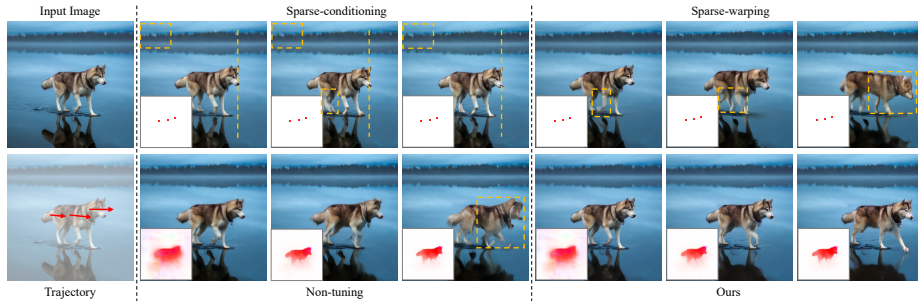 Input Image
Sparse-conditioning
Sparse-warping
Trajectory
Non-tuning
Ours